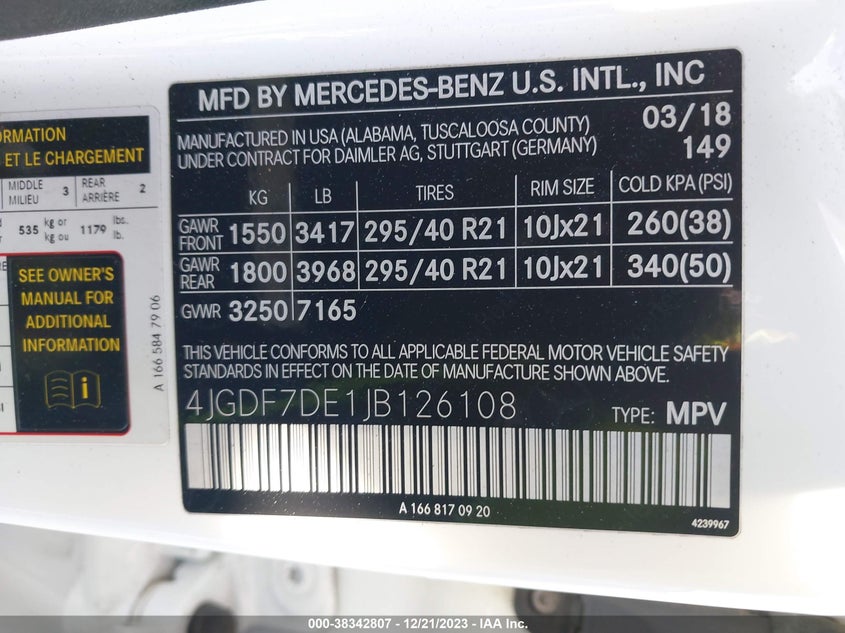 ORMATION
ET LE CHARGEMENT
MIDDLE MILIEU 3 REAR ARRIÈRE 2
535 kg or kg ou 1179 lbs. lb.
SEE OWNER'S
MANUAL FOR
ADDITIONAL
INFORMATION
A 166 584 79 06
MFD BY MERCEDES-BENZ U.S. INTL., INC
MANUFACTURED IN USA (ALABAMA, TUSCALOOSA COUNTY) 03/18
UNDER CONTRACT FOR DAIMLER AG, STUTTGART (GERMANY) 149
KG LB TIRES RIM SIZE COLD KPA (PSI)
GAWR FRONT 1550 3417 295/40 R21 10Jx21 260(38)
GAWR REAR 1800 3968 295/40 R21 10Jx21 340(50)
GVWR 3250 7165
THIS VEHICLE CONFORMS TO ALL APPLICABLE FEDERAL MOTOR VEHICLE SAFETY
STANDARDS IN EFFECT ON THE DATE OF MANUFACTURE SHOWN ABOVE.
4JGDF7DE1JB126108 TYPE: MPV
A 166 817 09 20
4239967
000-38342807 - 12/21/2023 - IAA Inc.